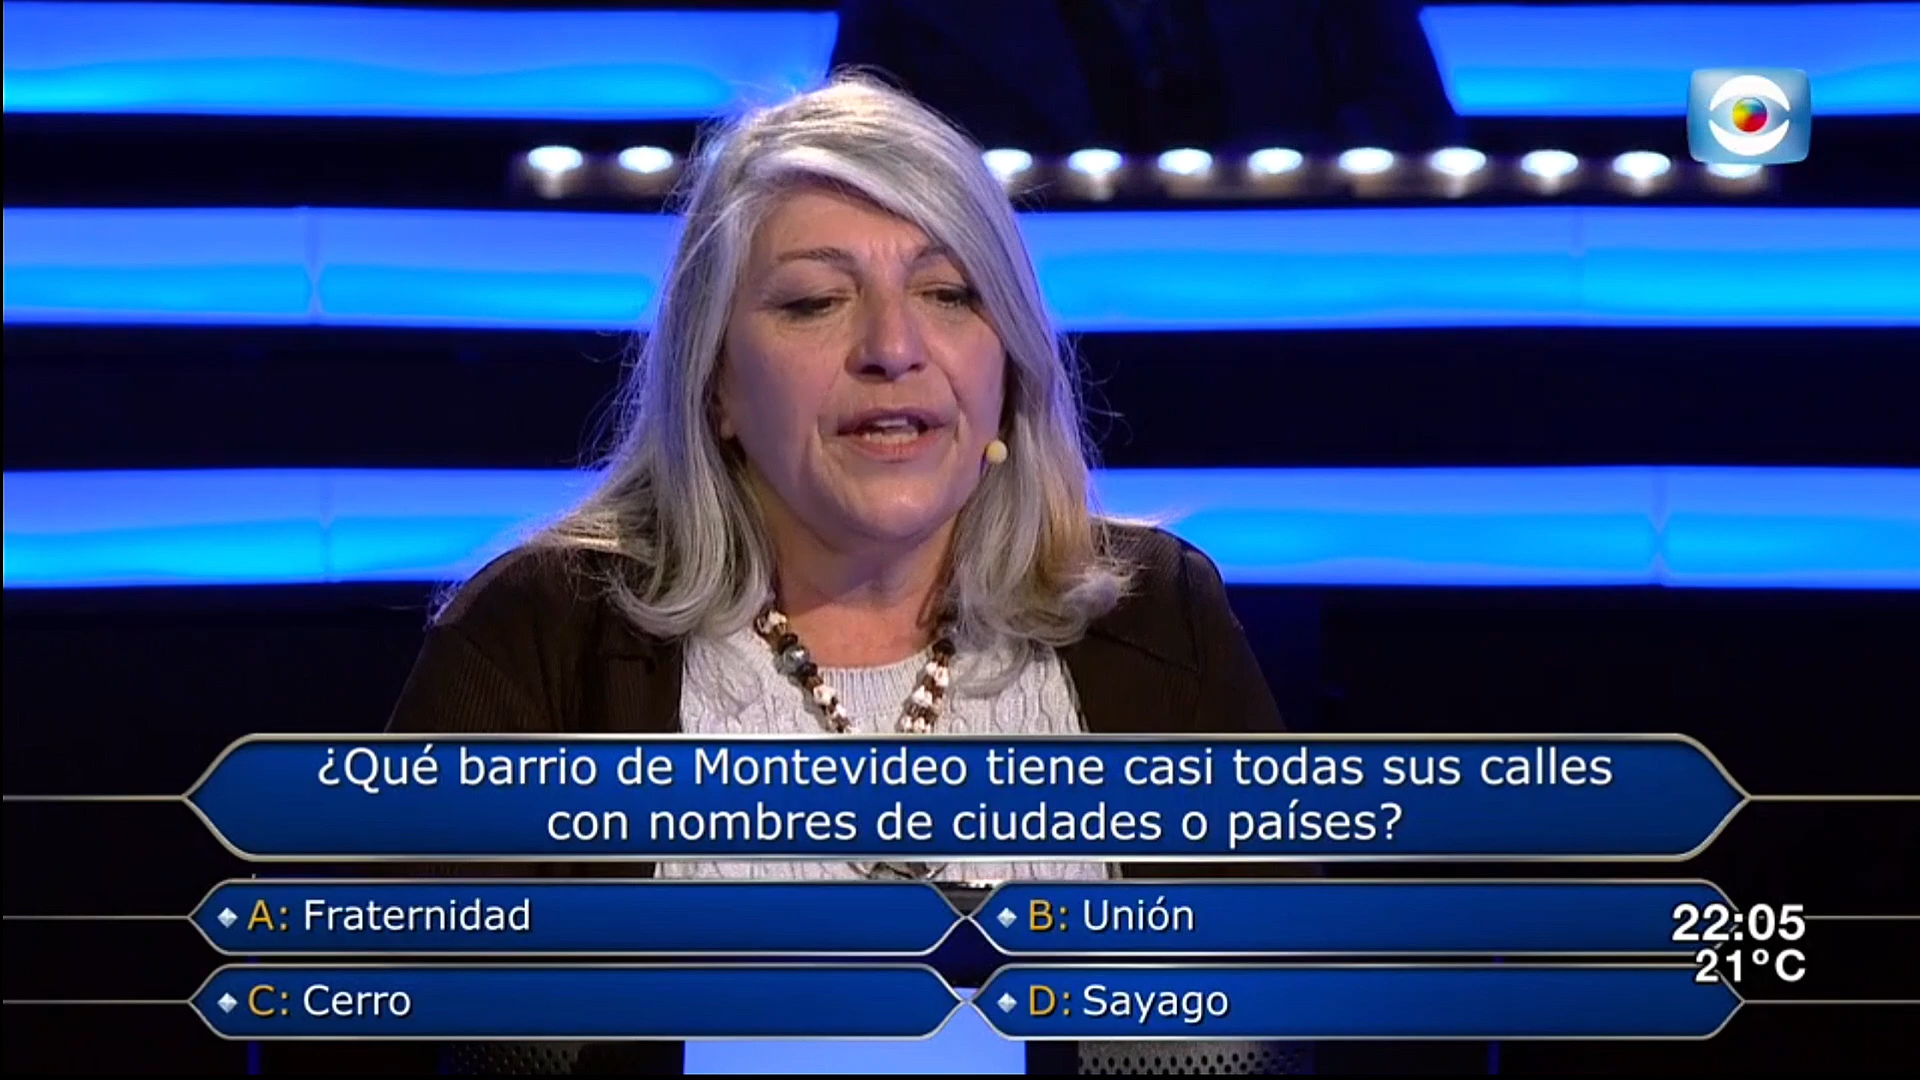 ¿Qué barrio de Montevideo tiene casi todas sus calles
con nombres de ciudades o países?
A: Fraternidad
B: Unión
C: Cerro
D: Sayago
22:05
21°C